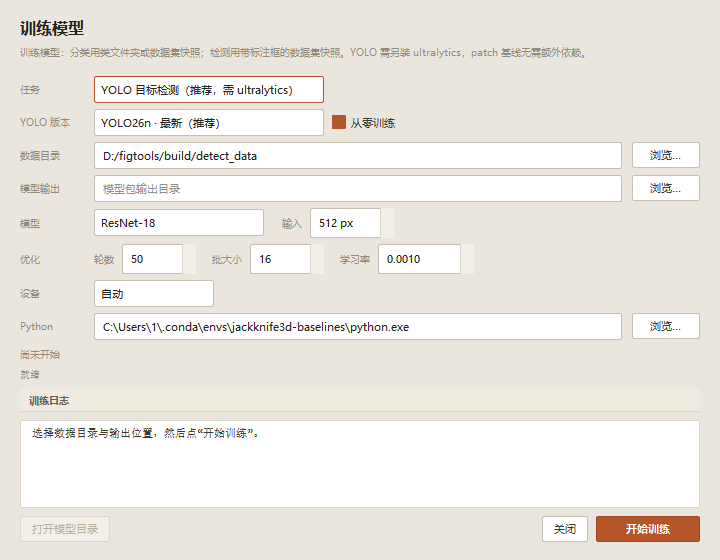 训练模型
训练模型：分类用类文件夹或数据集快照；检测用带标注框的数据集快照。YOLO 需另装 ultralytics，patch 基线无需额外依赖。
任务 YOLO 目标检测（推荐，需 ultralytics）
YOLO 版本 YOLO26n · 最新（推荐） 从零训练
数据目录 D:/figtools/build/detect_data 浏览...
模型输出 模型包输出目录 浏览...
模型 ResNet-18 输入 512 px
优化 轮数 50 批大小 16 学习率 0.0010
设备 自动
Python C:\Users\1\.conda\envs\jackknife3d-baselines\python.exe 浏览...
尚未开始
就绪
训练日志
选择数据目录与输出位置，然后点“开始训练”。
打开模型目录 关闭 开始训练